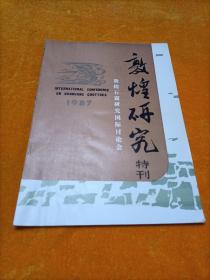 INTERNATIONAL CONFERENCE
ON DUNHUANG GROTTOES
1987
敦煌研究
特刊
敦煌石窟研究国际讨论会